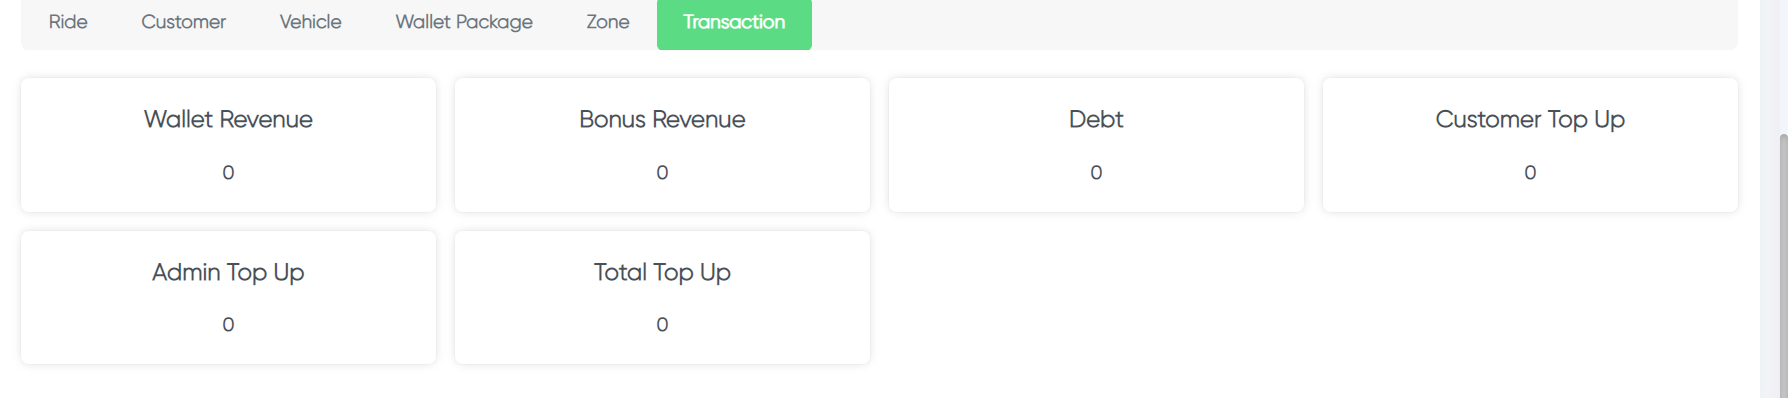 Ride Customer Vehicle Wallet Package Zone Transaction
Wallet Revenue Bonus Revenue Debt Customer Top Up
0 0 0 0
Admin Top Up Total Top Up
0 0